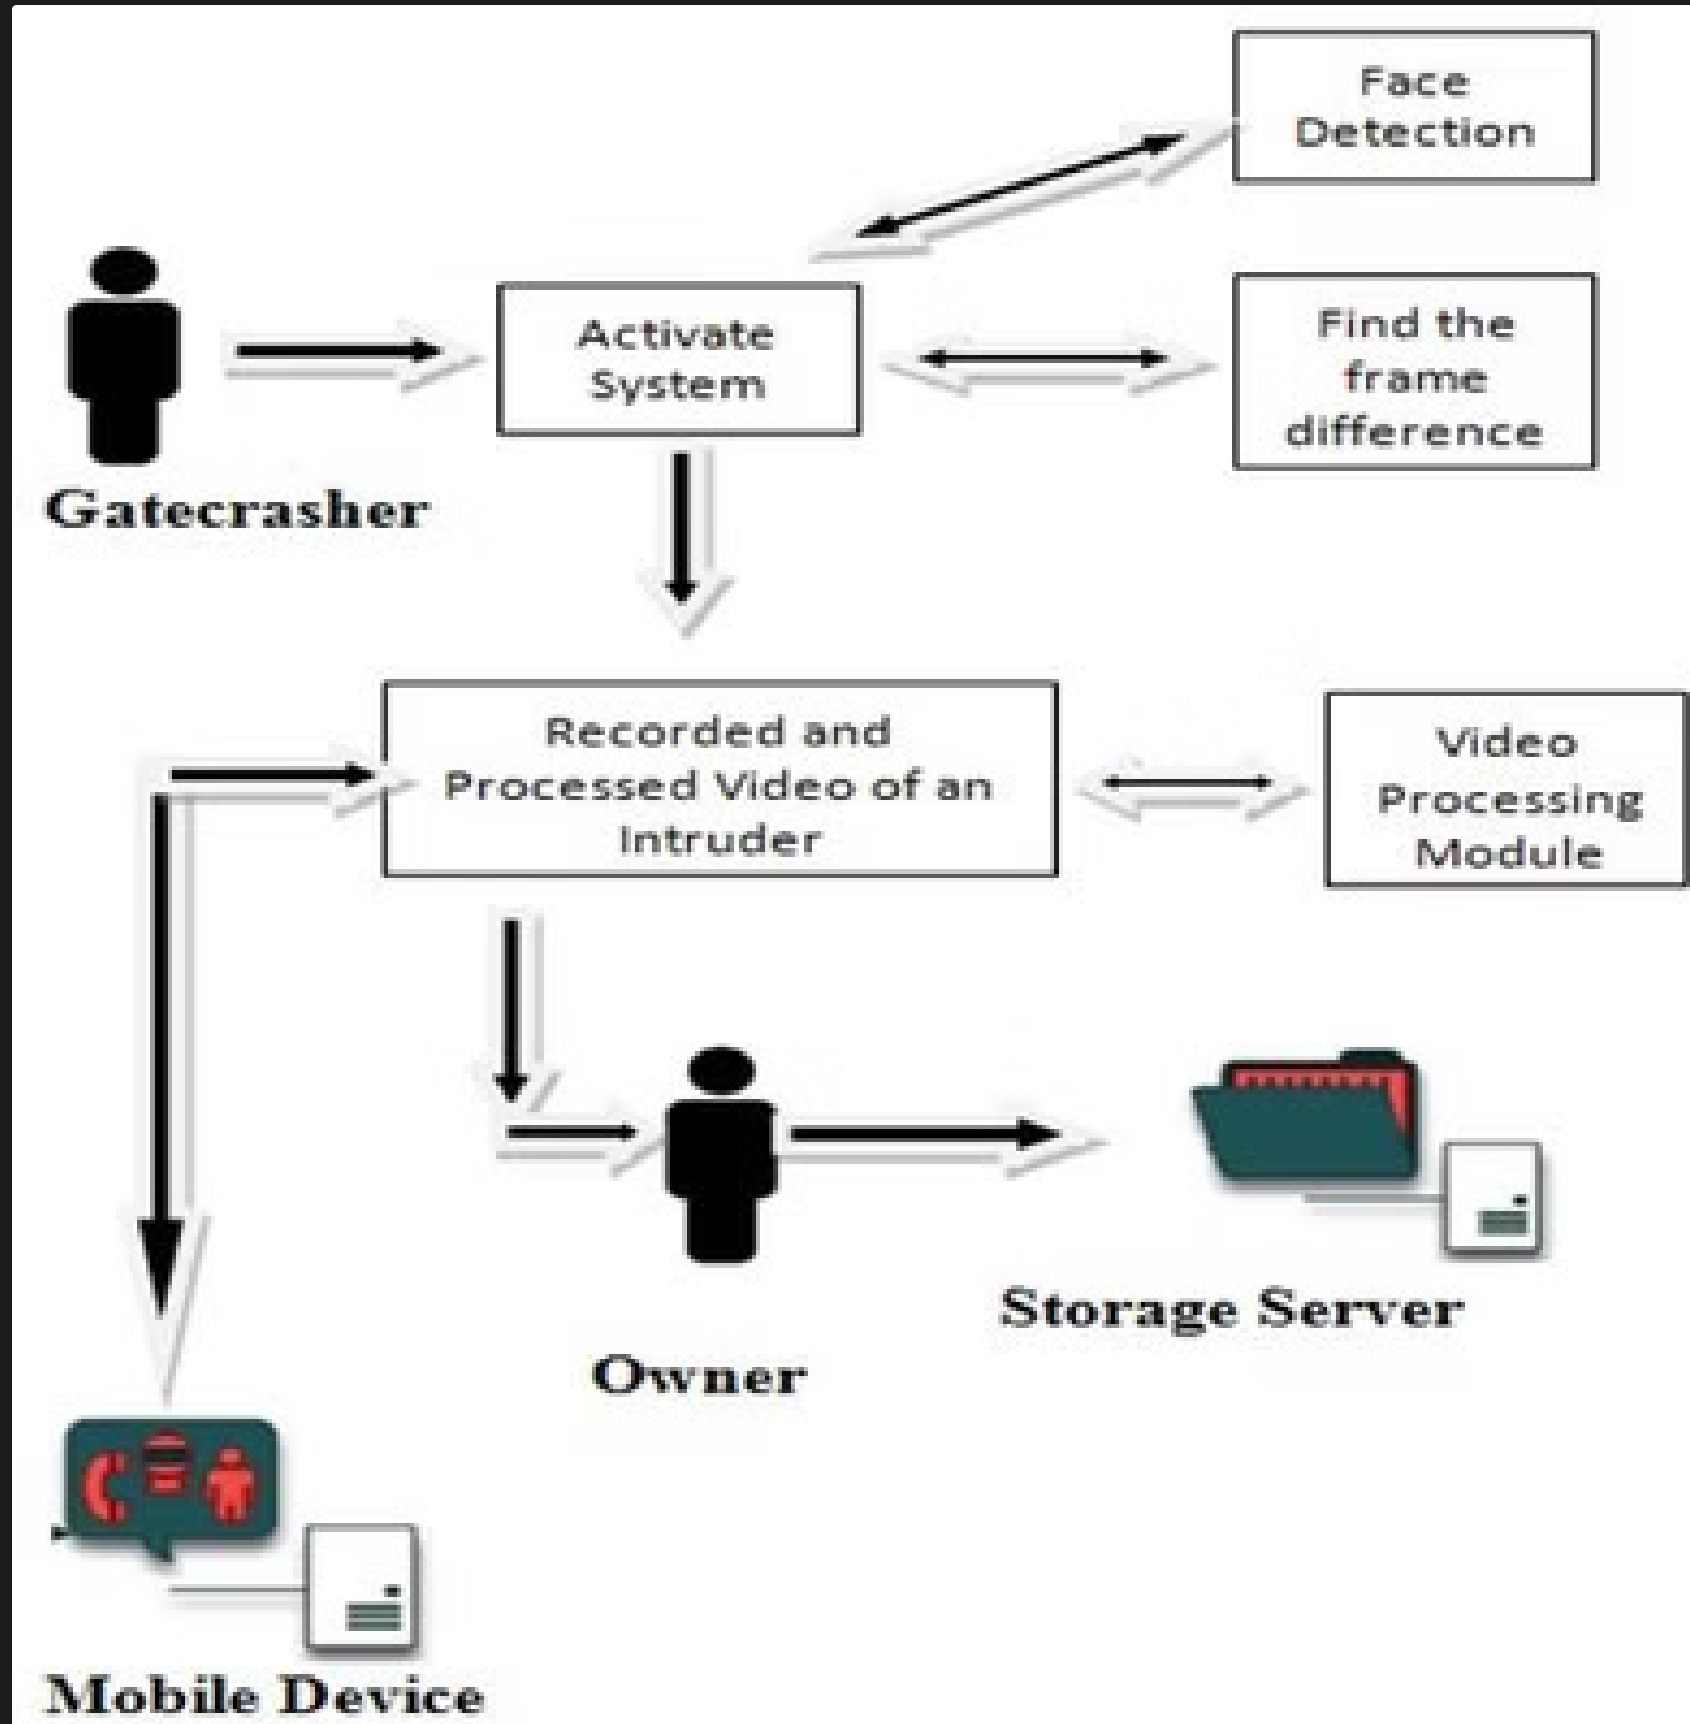 Face
Detection
Activate
System
Find the
frame
difference
Gatecrasher
Recorded and
Processed Video of an
Intruder
Video
Processing
Module
Storage Server
Owner
Mobile Device